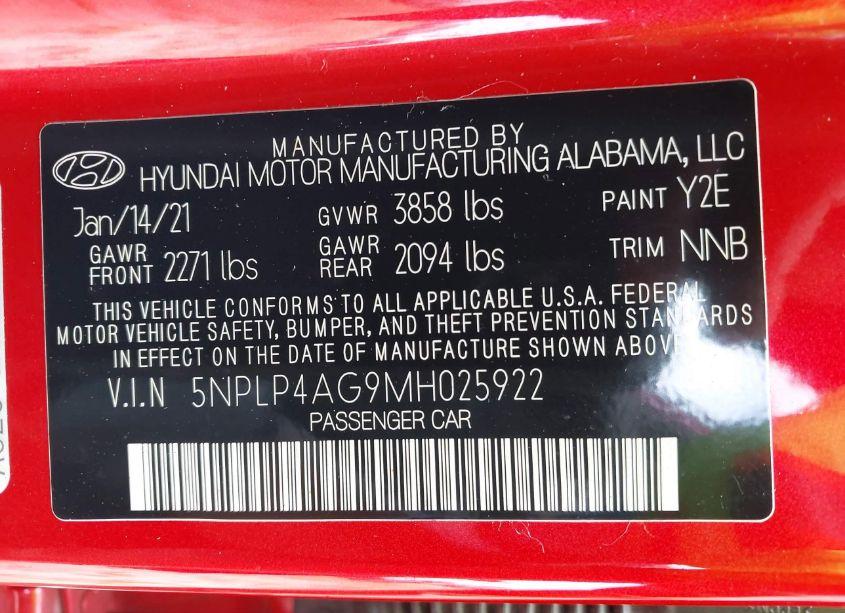 MANUFACTURED BY
HYUNDAI MOTOR MANUFACTURING ALABAMA, LLC
Jan/14/21 GVWR 3858 lbs PAINT Y2E
GAWR FRONT 2271 lbs GAWR REAR 2094 lbs TRIM NNB
THIS VEHICLE CONFORMS TO ALL APPLICABLE U.S.A. FEDERAL
MOTOR VEHICLE SAFETY, BUMPER, AND THEFT PREVENTION STANDARDS
IN EFFECT ON THE DATE OF MANUFACTURE SHOWN ABOVE.
V.I.N 5NPLP4AG9MH025922
PASSENGER CAR